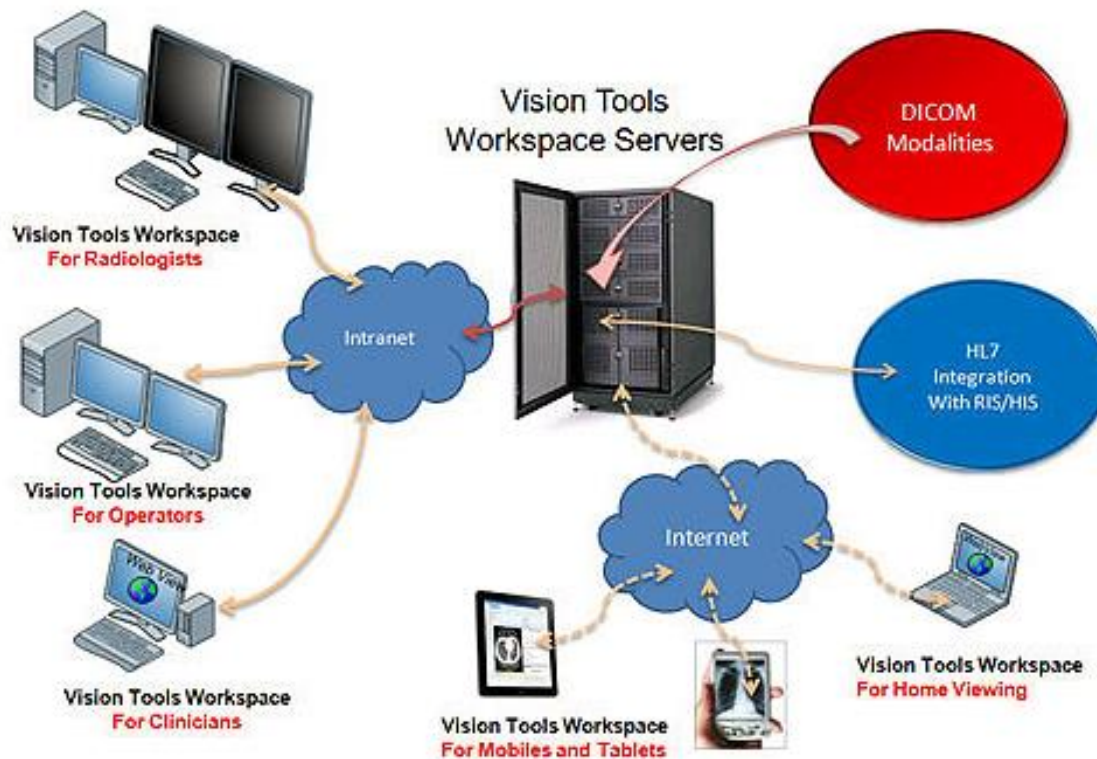 Vision Tools
Workspace Servers
DICOM
Modalities
Vision Tools Workspace
For Radiologists
Intranet
HL7
Integration
With RIS/HIS
Vision Tools Workspace
For Operators
Internet
Web View
Vision Tools Workspace
For Clinicians
Vision Tools Workspace
For Mobiles and Tablets
Vision Tools Workspace
For Home Viewing